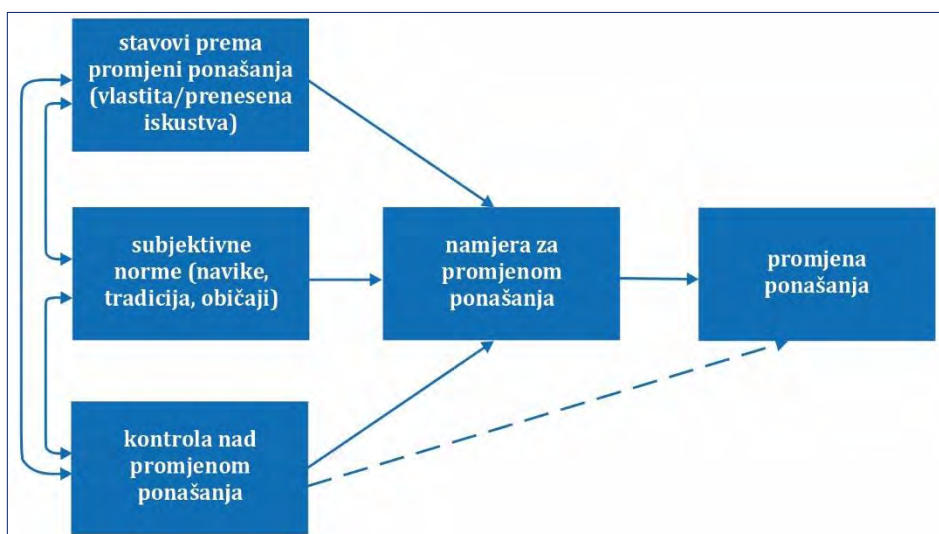 stavovi prema
promjeni ponašanja
(vlastita/prenesena
iskustva)
subjektivne
norme (navike,
tradicija, običaji)
namjera za
promjenom
ponašanja
promjena
ponašanja
kontrola nad
promjenom
ponašanja